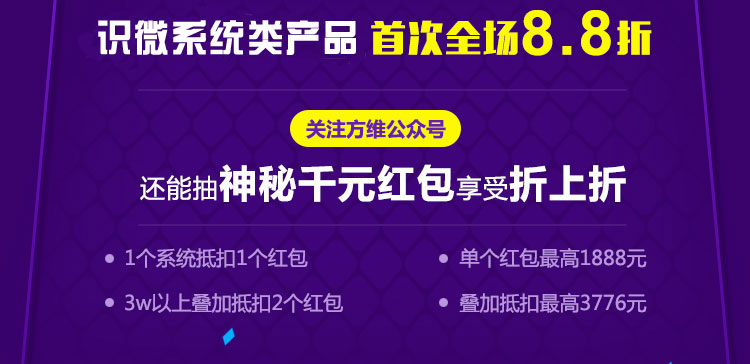 识微系统类产品 首次全场8.8折
关注方维公众号
还能抽神秘千元红包享受折上折
1个系统抵扣1个红包
单个红包最高1888元
3w以上叠加抵扣2个红包
叠加抵扣最高3776元